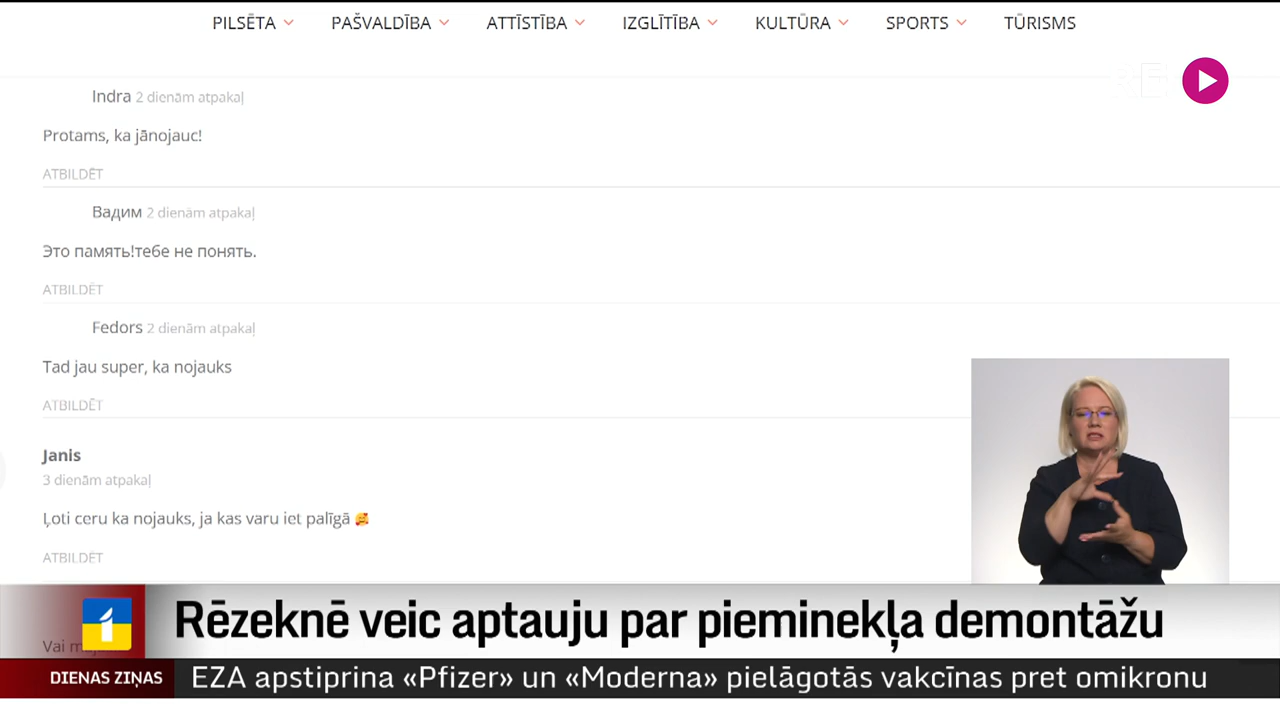 PILSĒTA PAŠVALDĪBA ATTĪSTĪBA IZGLĪTĪBA KULTŪRA SPORTS TŪRISMS
Indra 2 dienām atpakaļ
Protams, ka jānojauc!
ATBILDĒT
Вадим 2 dienām atpakaļ
Это память!тебе не понять.
ATBILDĒT
Fedors 2 dienām atpakaļ
Tad jau super, ka nojauks
ATBILDĒT
Janis
3 dienām atpakaļ
Ļoti ceru ka nojauks, ja kas varu iet palīgā 🥰
ATBILDĒT
Vai
1
Rēzeknē veic aptauju par pieminekļa demontāžu
DIENAS ZIŅAS
EZA apstiprina «Pfizer» un «Moderna» pielāgotās vakcīnas pret omikronu